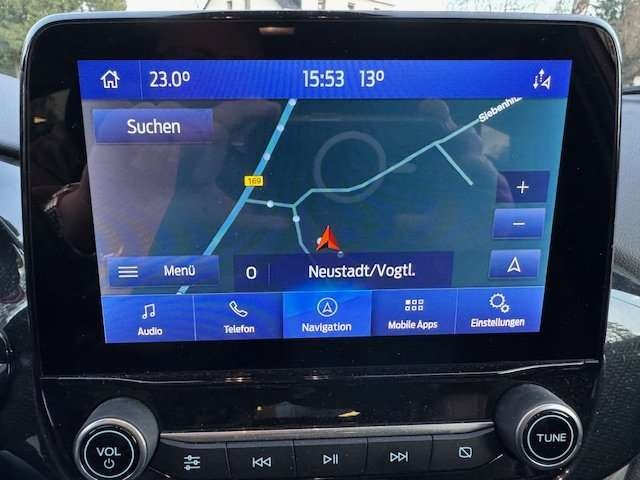 23.0° 15:53 13°
Suchen
169
+
−
Menü
0 Neustadt/Vogtl.
Audio Telefon Navigation Mobile Apps Einstellungen
VOL TUNE